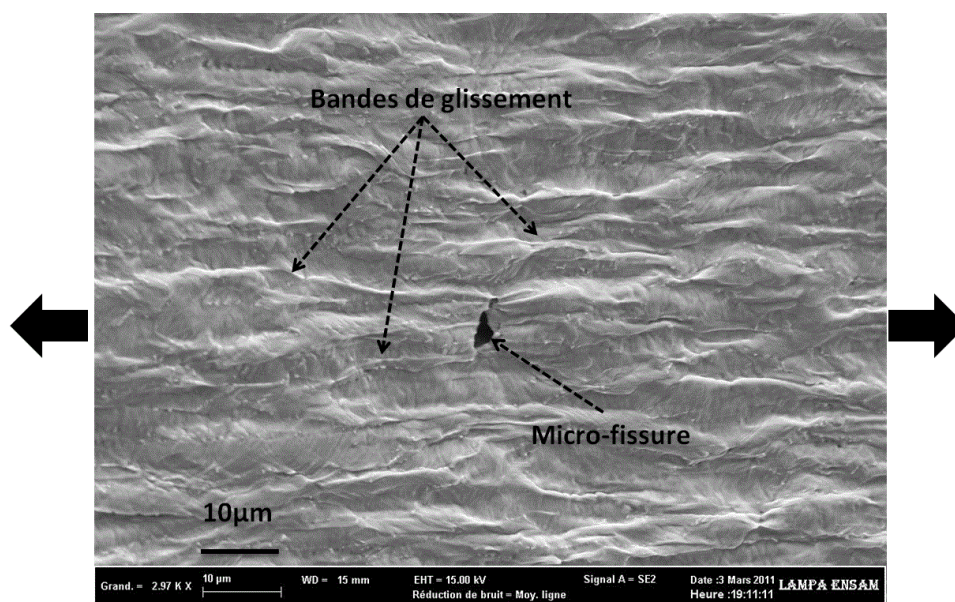 Bandes de glissement
Micro-fissure
10µm
Grand. = 2.97 K X
10 µm
WD = 15 mm
EHT = 15.00 kV
Réduction de bruit = Moy. ligne
Signal A = SE2
Date :3 Mars 2011
Heure :19:11:11
LAMPA ENSAM